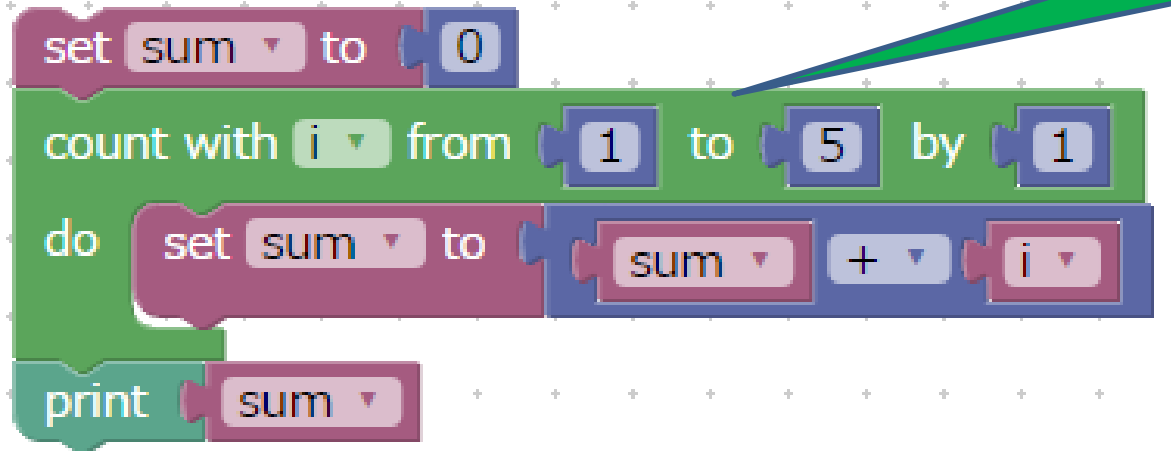 set sum to 0
count with i from 1 to 5 by 1
do set sum to sum + i
print sum